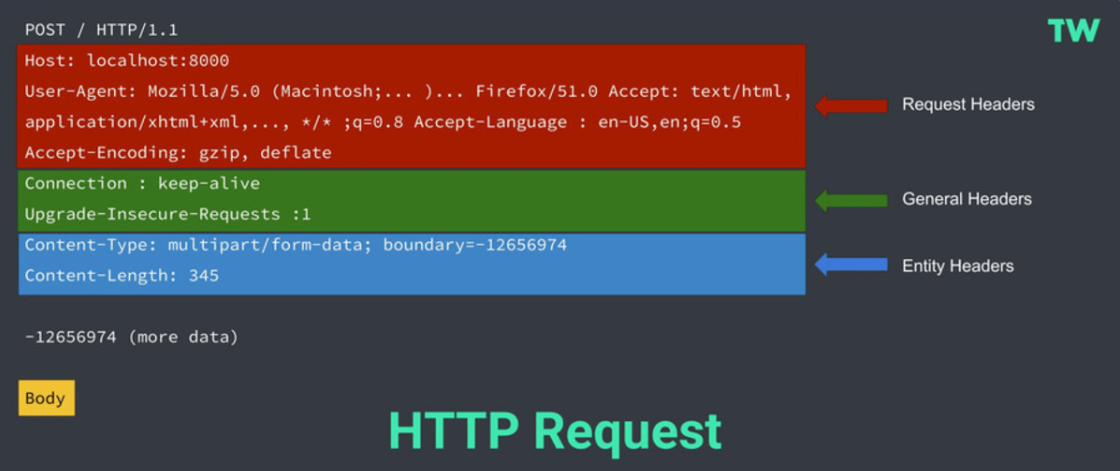 POST / HTTP/1.1
TW
Host: localhost:8000
User-Agent: Mozilla/5.0 (Macintosh;... )... Firefox/51.0 Accept: text/html,
application/xhtml+xml,..., */* ;q=0.8 Accept-Language : en-US,en;q=0.5
Accept-Encoding: gzip, deflate
Request Headers
Connection : keep-alive
Upgrade-Insecure-Requests :1
General Headers
Content-Type: multipart/form-data; boundary=-12656974
Content-Length: 345
Entity Headers
-12656974 (more data)
Body
HTTP Request